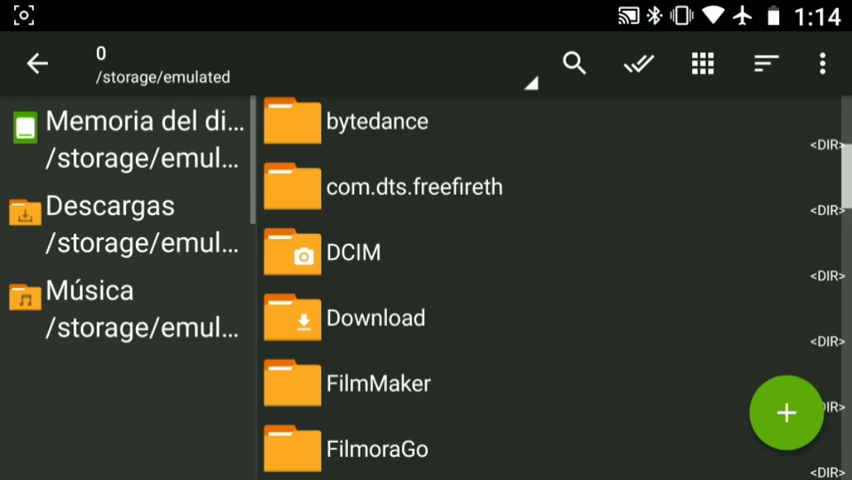 1:14
0
/storage/emulated
Memoria del di...
/storage/emul...
Descargas
/storage/emul...
Música
/storage/emul...
bytedance
<DIR>
com.dts.freefireth
<DIR>
DCIM
<DIR>
Download
<DIR>
FilmMaker
DIR>
FilmoraGo
<DIR>